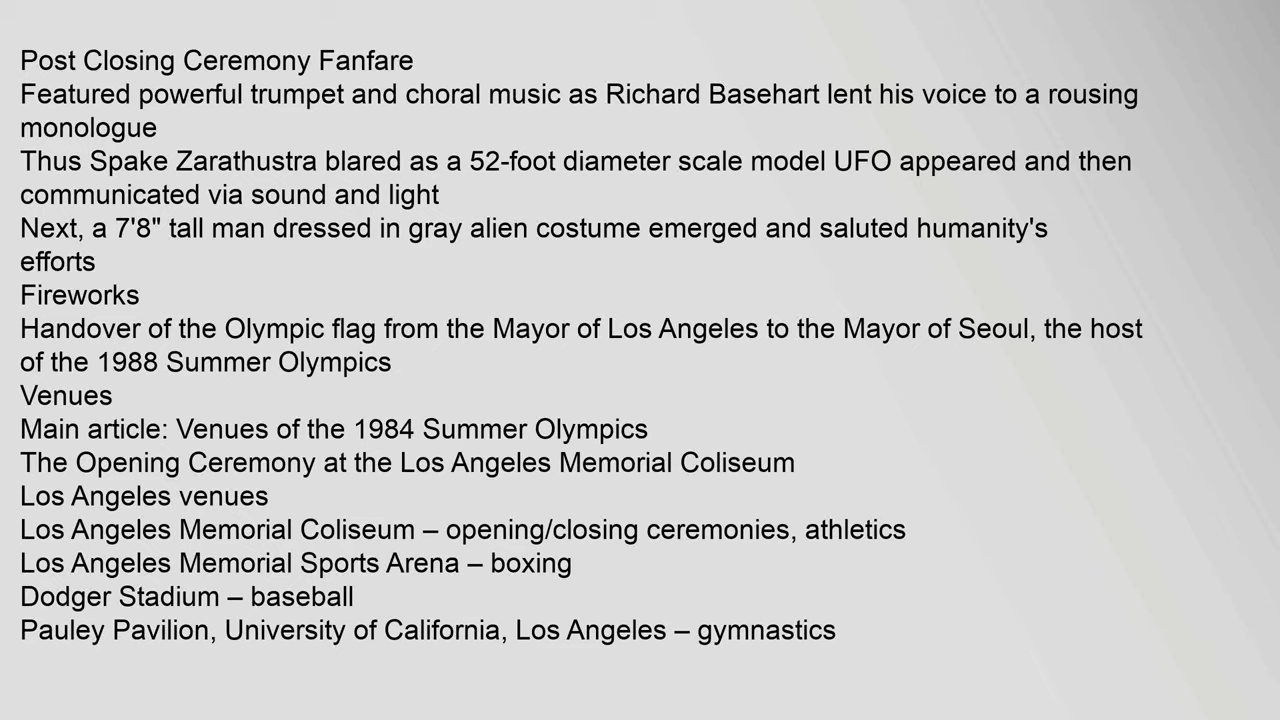 Post Closing Ceremony Fanfare
Featured powerful trumpet and choral music as Richard Basehart lent his voice to a rousing
monologue
Thus Spake Zarathustra blared as a 52-foot diameter scale model UFO appeared and then
communicated via sound and light
Next, a 7'8" tall man dressed in gray alien costume emerged and saluted humanity's
efforts
Fireworks
Handover of the Olympic flag from the Mayor of Los Angeles to the Mayor of Seoul, the host
of the 1988 Summer Olympics
Venues
Main article: Venues of the 1984 Summer Olympics
The Opening Ceremony at the Los Angeles Memorial Coliseum
Los Angeles venues
Los Angeles Memorial Coliseum – opening/closing ceremonies, athletics
Los Angeles Memorial Sports Arena – boxing
Dodger Stadium – baseball
Pauley Pavilion, University of California, Los Angeles – gymnastics